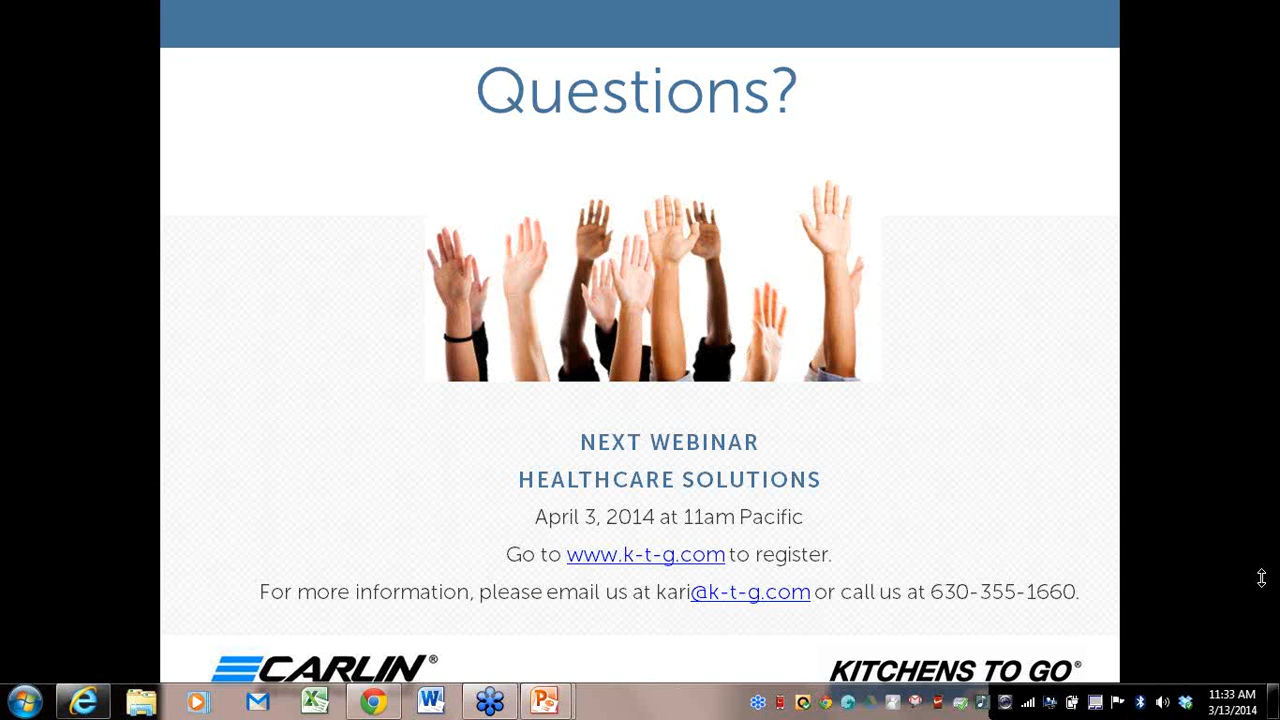 Questions?
NEXT WEBINAR
HEALTHCARE SOLUTIONS
April 3, 2014 at 11am Pacific
Go to www.k-t-g.com to register.
For more information, please email us at kari@k-t-g.com or call us at 630-355-1660.
CARLIN®
KITCHENS TO GO®
11:33 AM
3/13/2014